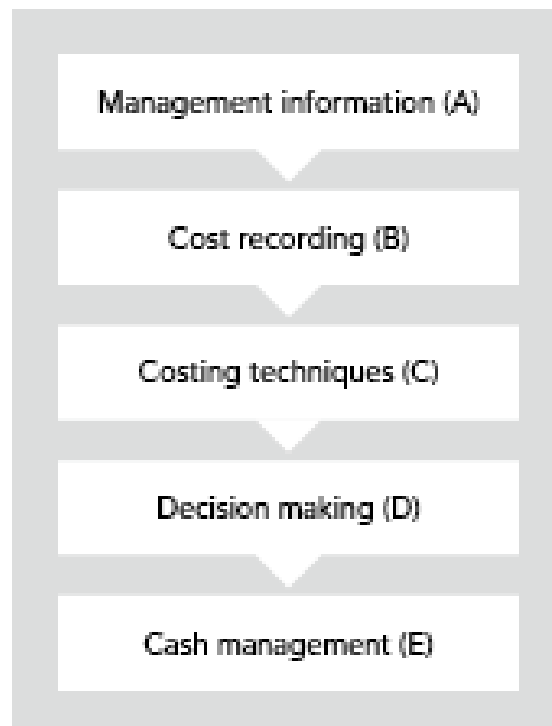 Management information (A)
Cost recording (B)
Costing techniques (C)
Decision making (D)
Cash management (E)